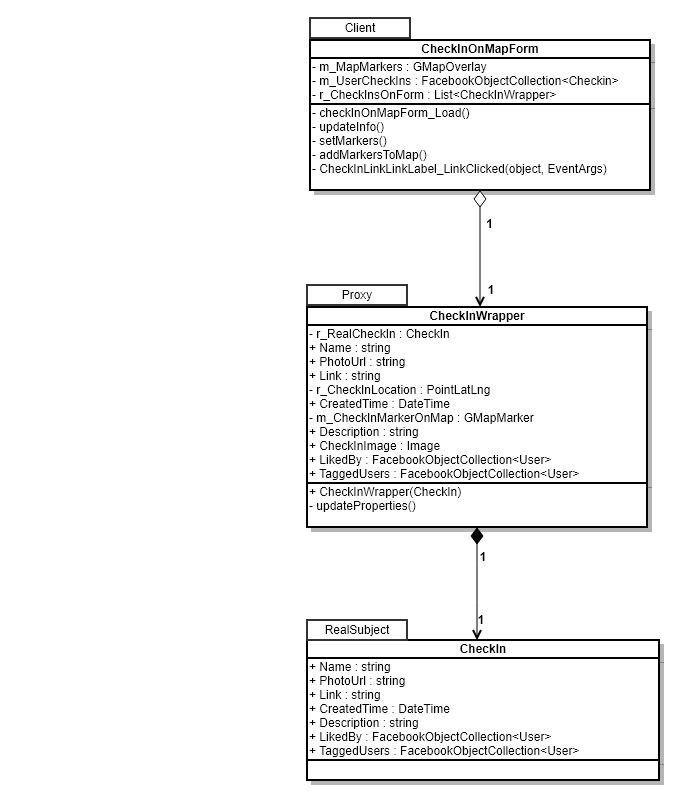 Client
CheckInOnMapForm
- m_MapMarkers : GMapOverlay
- m_UserCheckIns : FacebookObjectCollection<Checkin>
- r_CheckInsOnForm : List<CheckInWrapper>
- checkInOnMapForm_Load()
- updateInfo()
- setMarkers()
- addMarkersToMap()
- CheckInLinkLinkLabel_LinkClicked(object, EventArgs)
1
1
Proxy
CheckInWrapper
- r_RealCheckIn : CheckIn
+ Name : string
+ PhotoUrl : string
+ Link : string
- r_CheckInLocation : PointLatLng
+ CreatedTime : DateTime
- m_CheckInMarkerOnMap : GMapMarker
+ Description : string
+ CheckInImage : Image
+ LikedBy : FacebookObjectCollection<User>
+ TaggedUsers : FacebookObjectCollection<User>
+ CheckInWrapper(CheckIn)
- updateProperties()
1
1
RealSubject
CheckIn
+ Name : string
+ PhotoUrl : string
+ Link : string
+ CreatedTime : DateTime
+ Description : string
+ LikedBy : FacebookObjectCollection<User>
+ TaggedUsers : FacebookObjectCollection<User>